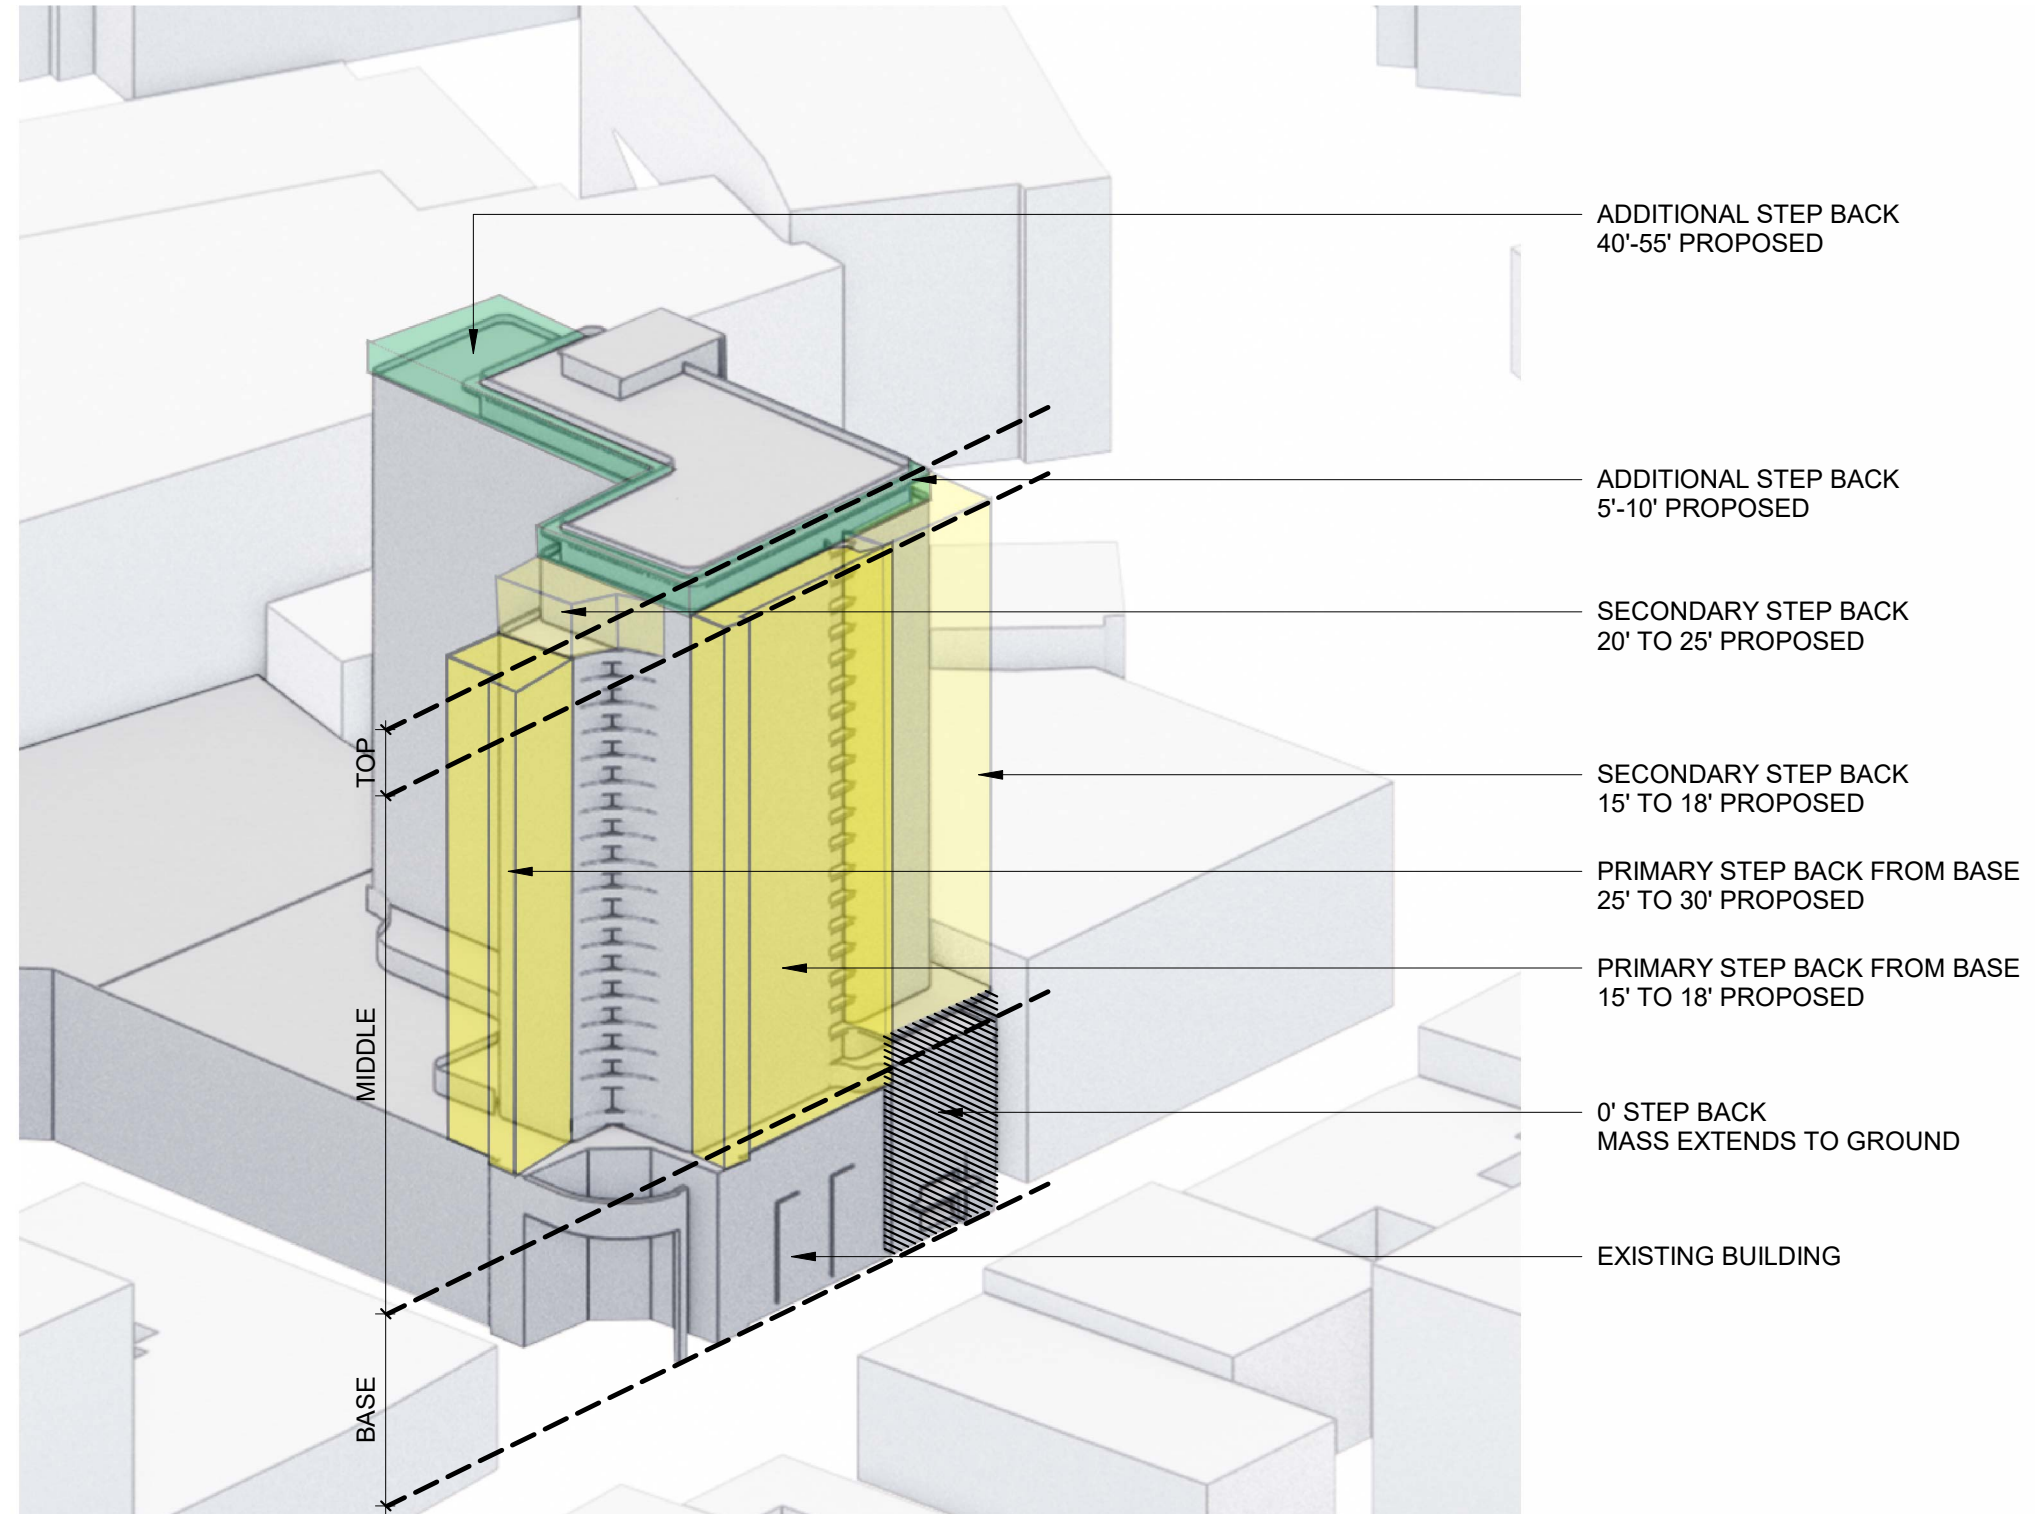 ADDITIONAL STEP BACK
40'-55' PROPOSED
ADDITIONAL STEP BACK
5'-10' PROPOSED
SECONDARY STEP BACK
20' TO 25' PROPOSED
SECONDARY STEP BACK
15' TO 18' PROPOSED
PRIMARY STEP BACK FROM BASE
25' TO 30' PROPOSED
PRIMARY STEP BACK FROM BASE
15' TO 18' PROPOSED
0' STEP BACK
MASS EXTENDS TO GROUND
EXISTING BUILDING
TOP
MIDDLE
BASE